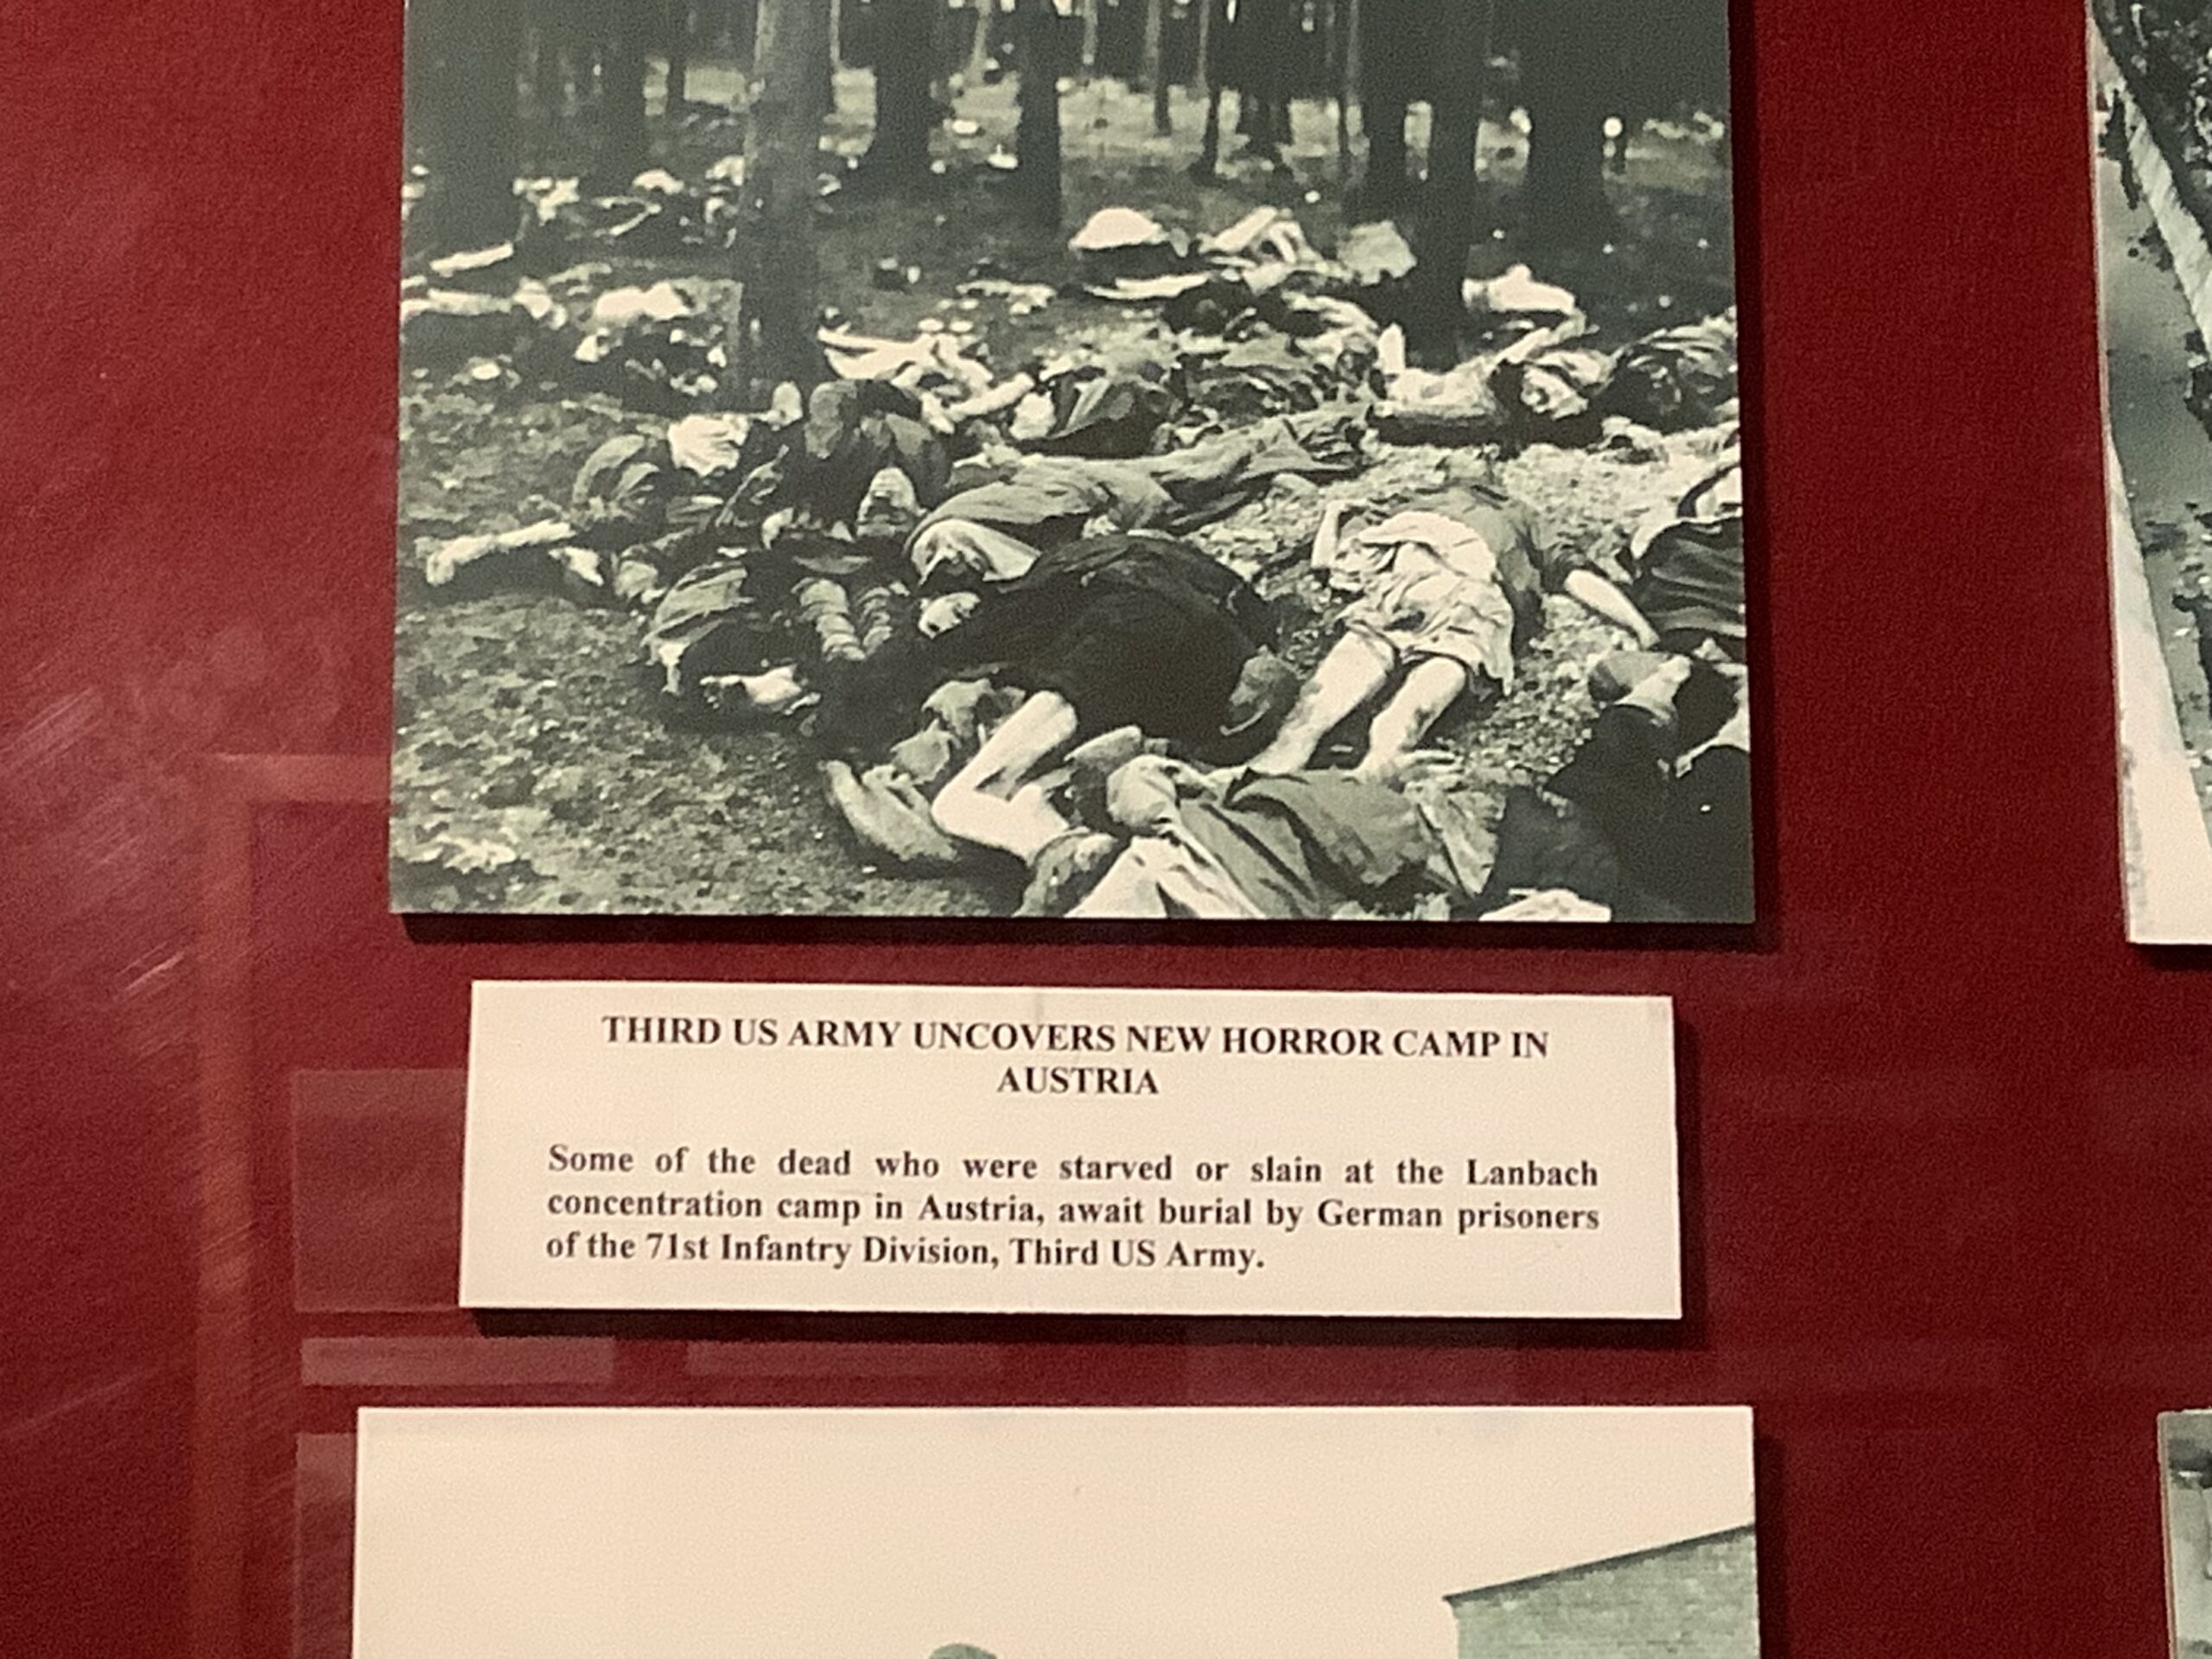 THIRD US ARMY UNCOVERS NEW HORROR CAMP IN
AUSTRIA
Some of the dead who were starved or slain at the Lanbach
concentration camp in Austria, await burial by German prisoners
of the 71st Infantry Division, Third US Army.